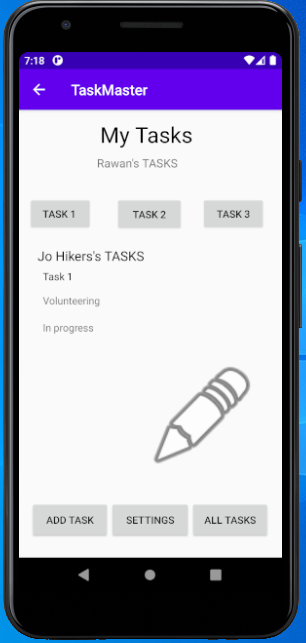 7:18
TaskMaster
My Tasks
Rawan's TASKS
TASK 1 TASK 2 TASK 3
Jo Hikers's TASKS
Task 1
Volunteering
In progress
ADD TASK SETTINGS ALL TASKS